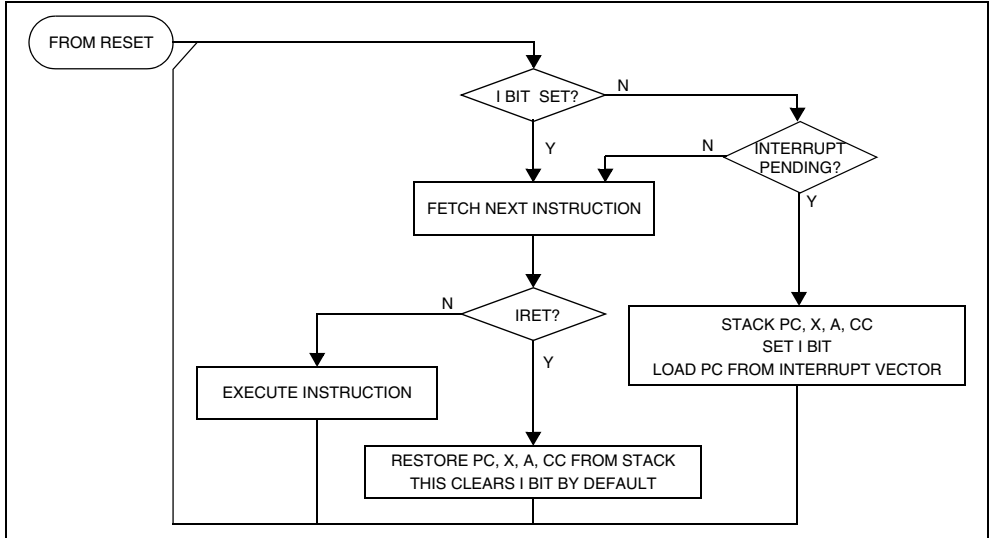 FROM RESET
I BIT SET?
N
Y
N
INTERRUPT
PENDING?
Y
FETCH NEXT INSTRUCTION
N
IRET?
Y
STACK PC, X, A, CC
SET I BIT
LOAD PC FROM INTERRUPT VECTOR
EXECUTE INSTRUCTION
RESTORE PC, X, A, CC FROM STACK
THIS CLEARS I BIT BY DEFAULT